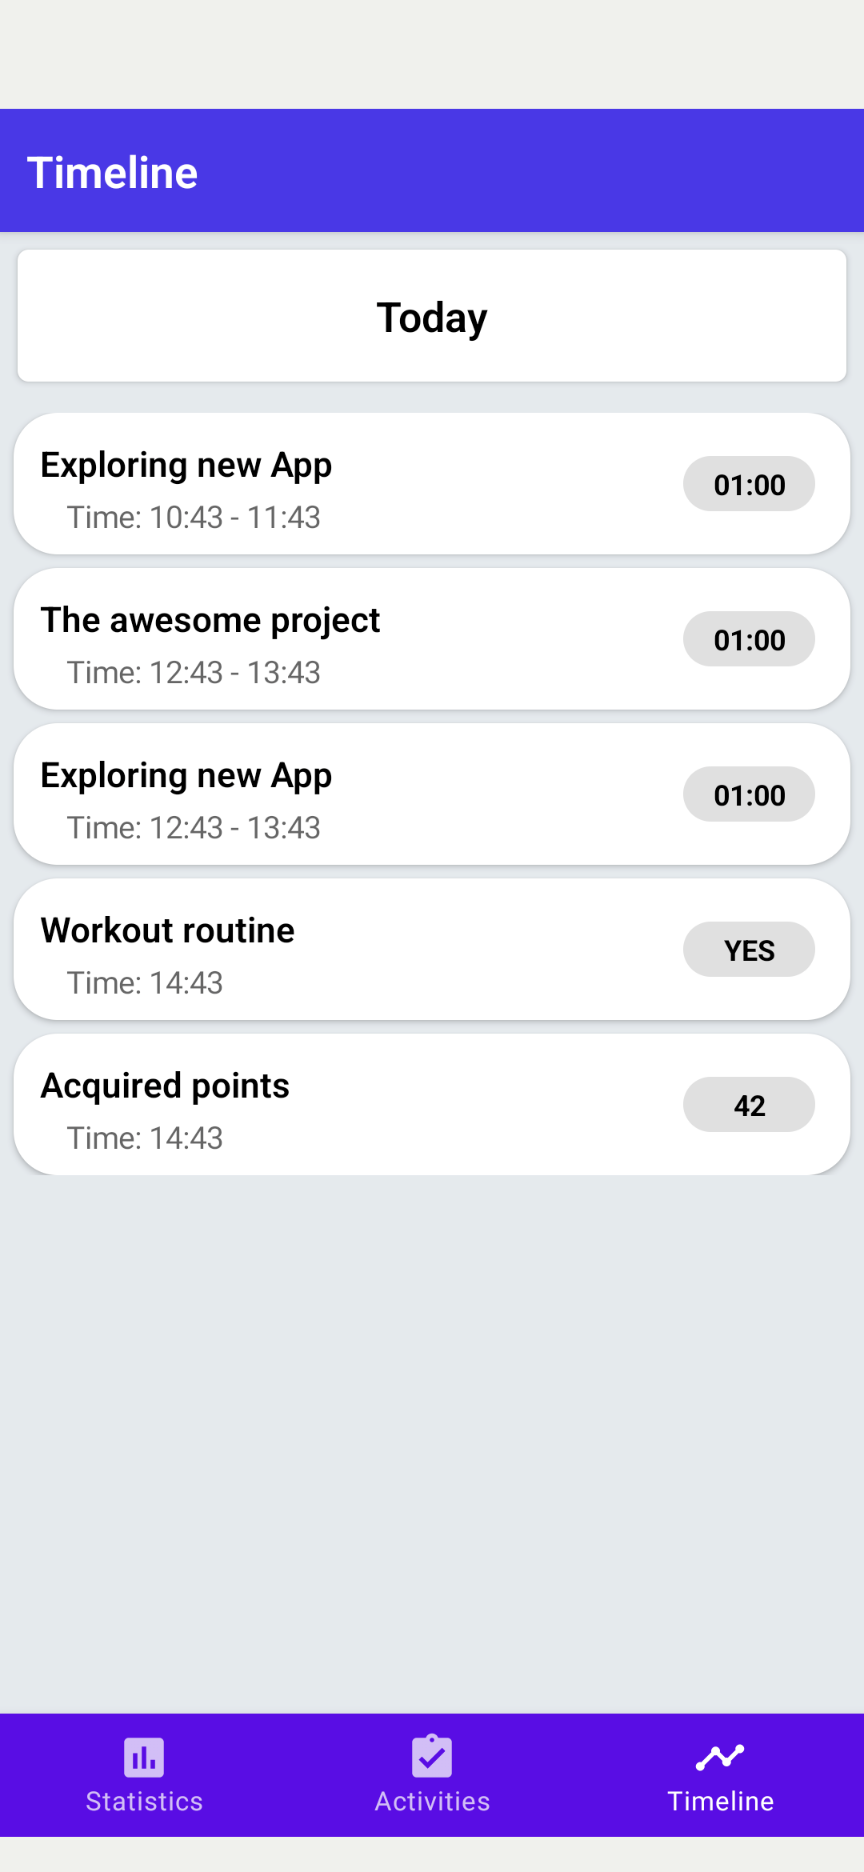 Timeline
Today
Exploring new App
01:00
Time: 10:43 - 11:43
The awesome project
01:00
Time: 12:43 - 13:43
Exploring new App
01:00
Time: 12:43 - 13:43
Workout routine
YES
Time: 14:43
Acquired points
42
Time: 14:43
Statistics
Activities
Timeline